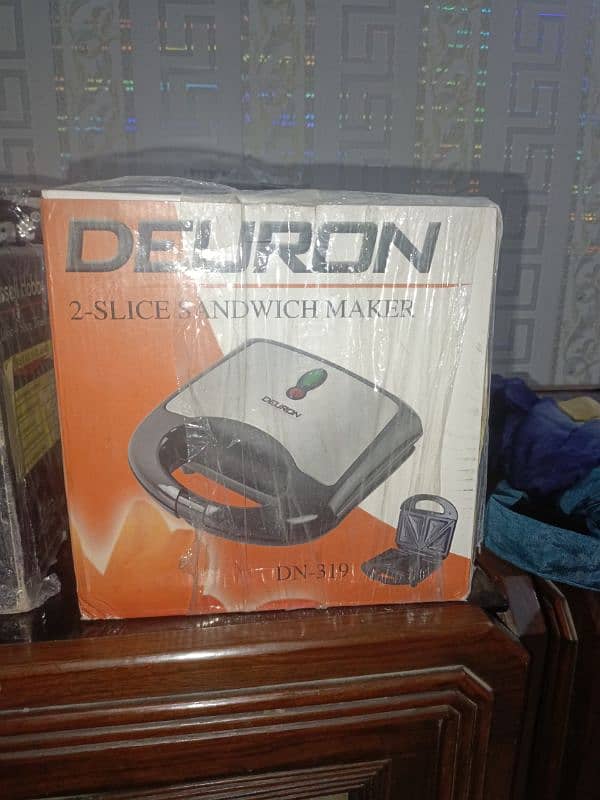 DEURON
2-SLICE SANDWICH MAKER
DEURON
DN-319